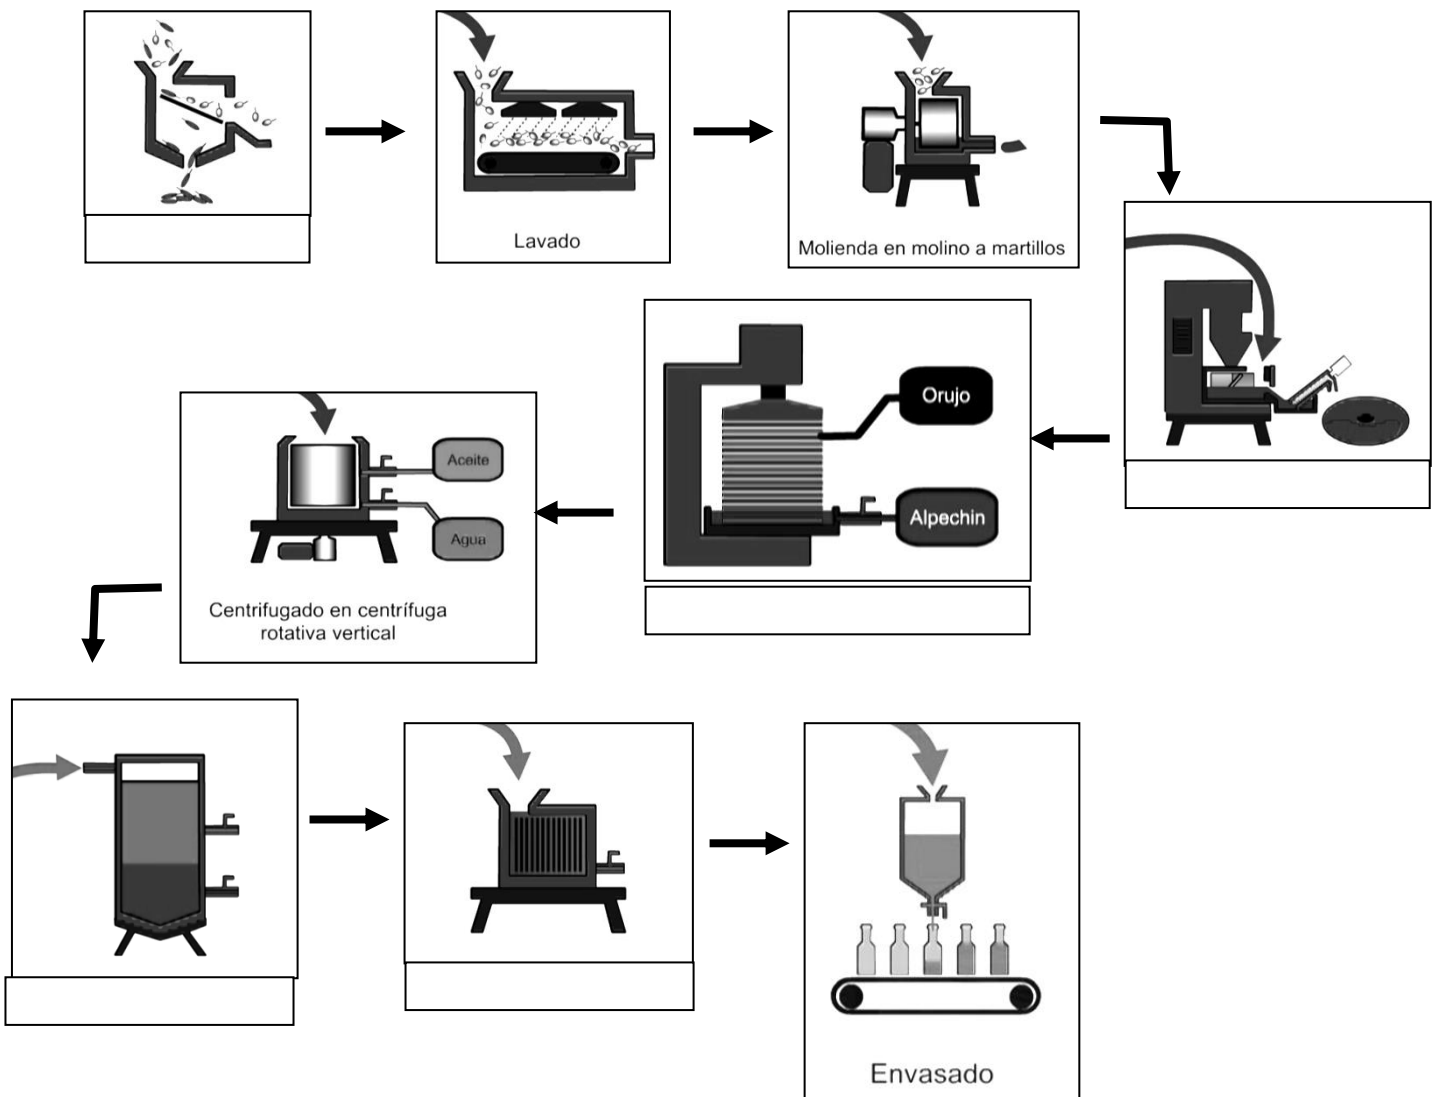 Lavado
Molienda en molino a martillos
Orujo
Alpechin
Aceite
Agua
Centrifugado en centrífuga
rotativa vertical
Envasado